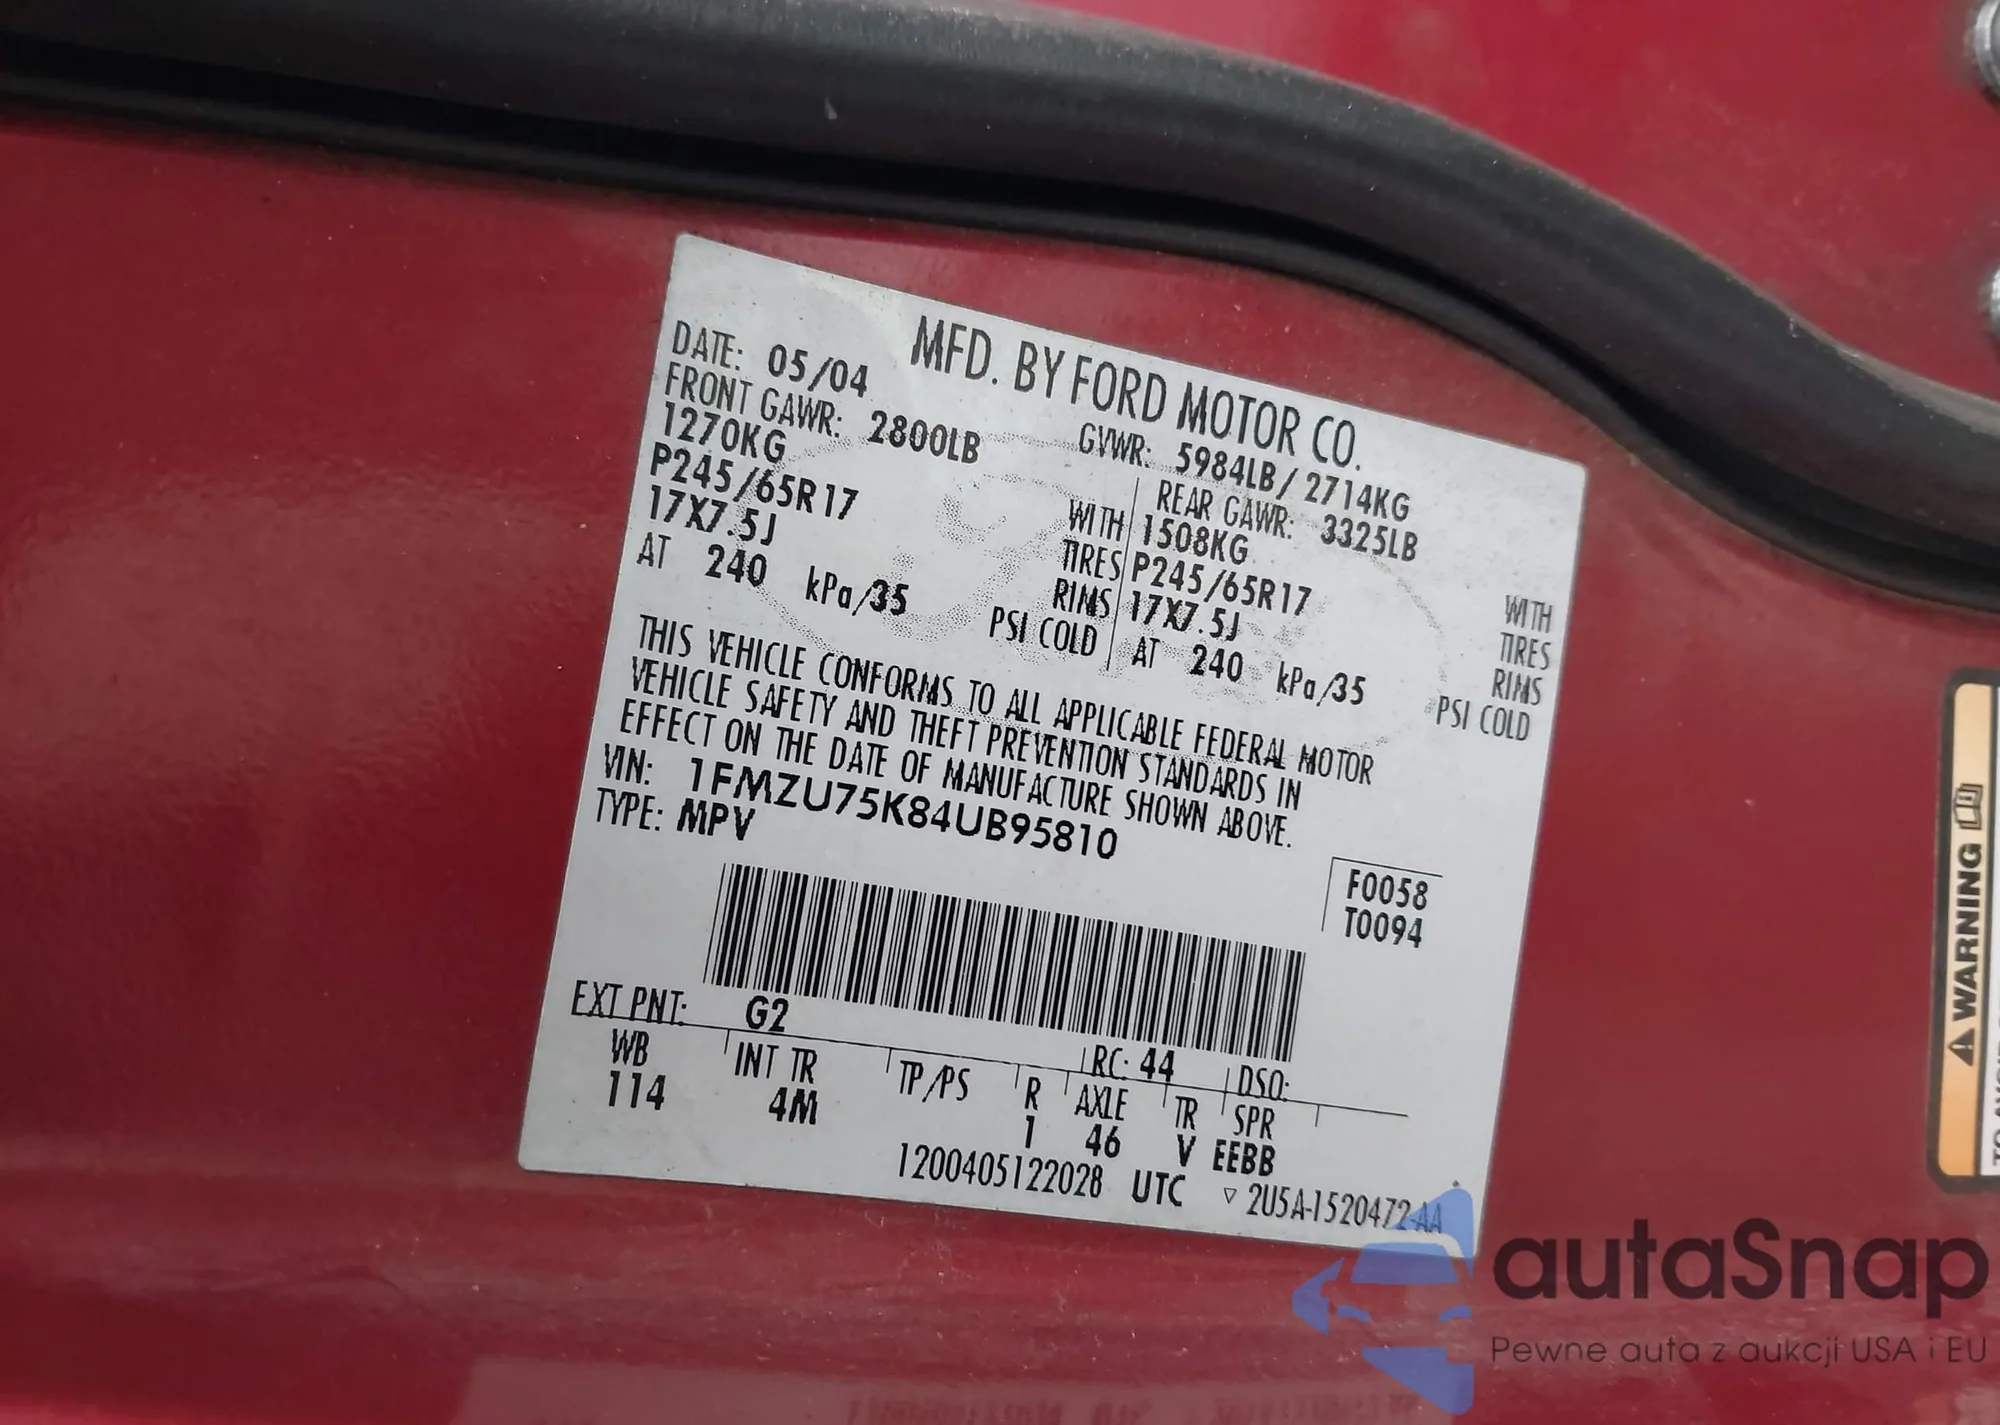 MFD. BY FORD MOTOR CO.
DATE: 05/04
GVWR: 5984LB / 2714KG
FRONT GAWR: 2800LB
REAR GAWR: 3325LB
1270KG WITH
1508KG WITH
P245/65R17 TIRES
P245/65R17 TIRES
17X7.5J RIMS
17X7.5J RIMS
AT 240 kPa/35 PSI COLD
AT 240 kPa/35 PSI COLD
THIS VEHICLE CONFORMS TO ALL APPLICABLE FEDERAL MOTOR
VEHICLE SAFETY AND THEFT PREVENTION STANDARDS IN
EFFECT ON THE DATE OF MANUFACTURE SHOWN ABOVE.
VIN: 1FMZU75K84UB95810
TYPE: MPV
F0058
T0094
EXT PNT: G2 RC: 44 DSO:
WB INT TR TP/PS R AXLE TR SPR
114 4M 1 46 V EEBB
1200405122028 UTC ▽ 2U5A-1520472-AA
⚠ WARNING
autaSnap
Pewne auta z aukcji USA i EU